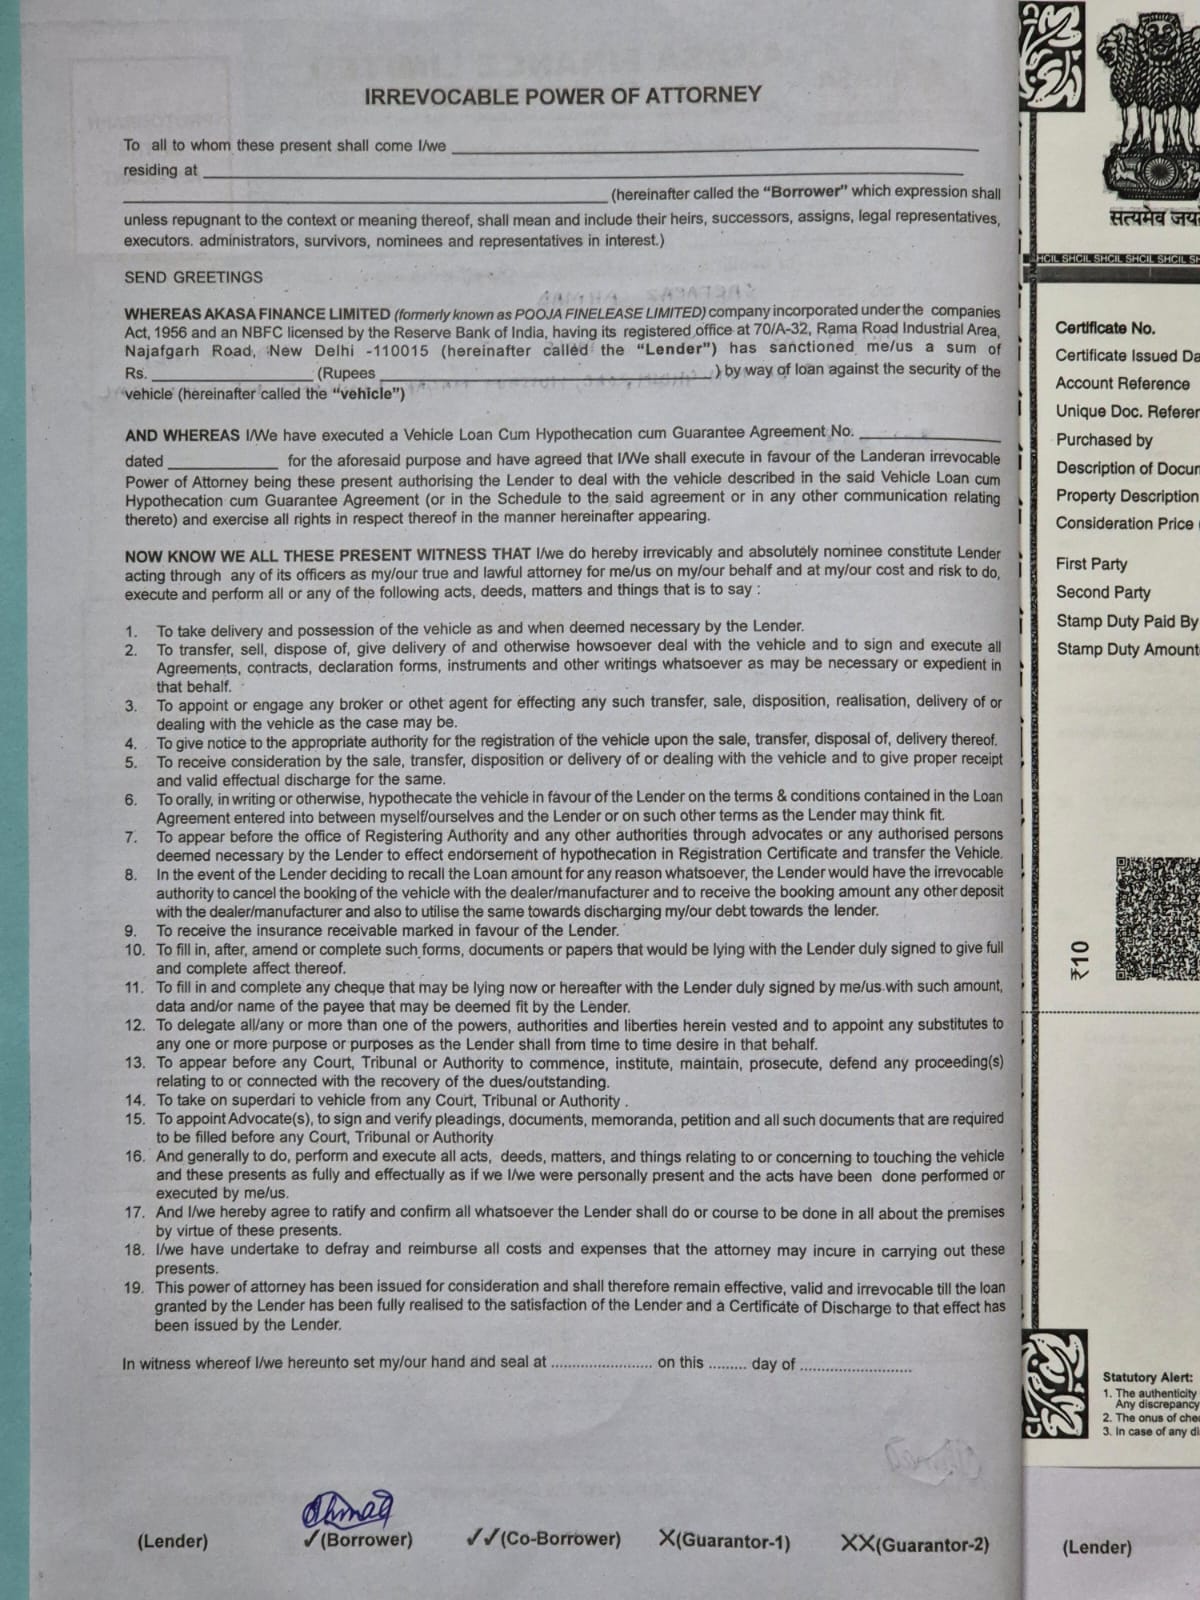 IRREVOCABLE POWER OF ATTORNEY
To all to whom these present shall come I/we
residing at
(hereinafter called the "Borrower" which expression shall
unless repugnant to the context or meaning thereof, shall mean and include their heirs, successors, assigns, legal representatives,
executors. administrators, survivors, nominees and representatives in interest.)
SEND GREETINGS
WHEREAS AKASA FINANCE LIMITED (formerly known as POOJA FINELEASE LIMITED) company incorporated under the companies
Act, 1956 and an NBFC licensed by the Reserve Bank of India, having its registered office at 70/A-32, Rama Road Industrial Area,
Najafgarh Road, New Delhi -110015 (hereinafter called the "Lender") has sanctioned me/us a sum of
Rs. (Rupees ) by way of loan against the security of the
vehicle (hereinafter called the "vehicle")
AND WHEREAS I/We have executed a Vehicle Loan Cum Hypothecation cum Guarantee Agreement No.
dated for the aforesaid purpose and have agreed that I/We shall execute in favour of the Landeran irrevocable
Power of Attorney being these present authorising the Lender to deal with the vehicle described in the said Vehicle Loan cum
Hypothecation cum Guarantee Agreement (or in the Schedule to the said agreement or in any other communication relating
thereto) and exercise all rights in respect thereof in the manner hereinafter appearing.
NOW KNOW WE ALL THESE PRESENT WITNESS THAT I/we do hereby irrevicably and absolutely nominee constitute Lender
acting through any of its officers as my/our true and lawful attorney for me/us on my/our behalf and at my/our cost and risk to do,
execute and perform all or any of the following acts, deeds, matters and things that is to say :
1. To take delivery and possession of the vehicle as and when deemed necessary by the Lender.
2. To transfer, sell, dispose of, give delivery of and otherwise howsoever deal with the vehicle and to sign and execute all
Agreements, contracts, declaration forms, instruments and other writings whatsoever as may be necessary or expedient in
that behalf.
3. To appoint or engage any broker or othet agent for effecting any such transfer, sale, disposition, realisation, delivery of or
dealing with the vehicle as the case may be.
4. To give notice to the appropriate authority for the registration of the vehicle upon the sale, transfer, disposal of, delivery thereof.
5. To receive consideration by the sale, transfer, disposition or delivery of or dealing with the vehicle and to give proper receipt
and valid effectual discharge for the same.
6. To orally, in writing or otherwise, hypothecate the vehicle in favour of the Lender on the terms & conditions contained in the Loan
Agreement entered into between myself/ourselves and the Lender or on such other terms as the Lender may think fit.
7. To appear before the office of Registering Authority and any other authorities through advocates or any authorised persons
deemed necessary by the Lender to effect endorsement of hypothecation in Registration Certificate and transfer the Vehicle.
8. In the event of the Lender deciding to recall the Loan amount for any reason whatsoever, the Lender would have the irrevocable
authority to cancel the booking of the vehicle with the dealer/manufacturer and to receive the booking amount any other deposit
with the dealer/manufacturer and also to utilise the same towards discharging my/our debt towards the lender.
9. To receive the insurance receivable marked in favour of the Lender.
10. To fill in, after, amend or complete such forms, documents or papers that would be lying with the Lender duly signed to give full
and complete affect thereof.
11. To fill in and complete any cheque that may be lying now or hereafter with the Lender duly signed by me/us with such amount,
data and/or name of the payee that may be deemed fit by the Lender.
12. To delegate all/any or more than one of the powers, authorities and liberties herein vested and to appoint any substitutes to
any one or more purpose or purposes as the Lender shall from time to time desire in that behalf.
13. To appear before any Court, Tribunal or Authority to commence, institute, maintain, prosecute, defend any proceeding(s)
relating to or connected with the recovery of the dues/outstanding.
14. To take on superdari to vehicle from any Court, Tribunal or Authority .
15. To appoint Advocate(s), to sign and verify pleadings, documents, memoranda, petition and all such documents that are required
to be filled before any Court, Tribunal or Authority
16. And generally to do, perform and execute all acts, deeds, matters, and things relating to or concerning to touching the vehicle
and these presents as fully and effectually as if we I/we were personally present and the acts have been done performed or
executed by me/us.
17. And I/we hereby agree to ratify and confirm all whatsoever the Lender shall do or course to be done in all about the premises
by virtue of these presents.
18. I/we have undertake to defray and reimburse all costs and expenses that the attorney may incure in carrying out these
presents.
19. This power of attorney has been issued for consideration and shall therefore remain effective, valid and irrevocable till the loan
granted by the Lender has been fully realised to the satisfaction of the Lender and a Certificate of Discharge to that effect has
been issued by the Lender.
In witness whereof I/we hereunto set my/our hand and seal at ........................ on this ......... day of ..........................
Ahmad
(Lender) ✓(Borrower) ✓✓(Co-Borrower) X(Guarantor-1) XX(Guarantor-2)
सत्यमेव जयते
SHCIL SHCIL SHCIL SHCIL
Certificate No.
Certificate Issued Da
Account Reference
Unique Doc. Referen
Purchased by
Description of Docum
Property Description
Consideration Price (
First Party
Second Party
Stamp Duty Paid By
Stamp Duty Amount
₹10
Statutory Alert:
1. The authenticity
Any discrepancy
2. The onus of chec
3. In case of any di
(Lender)